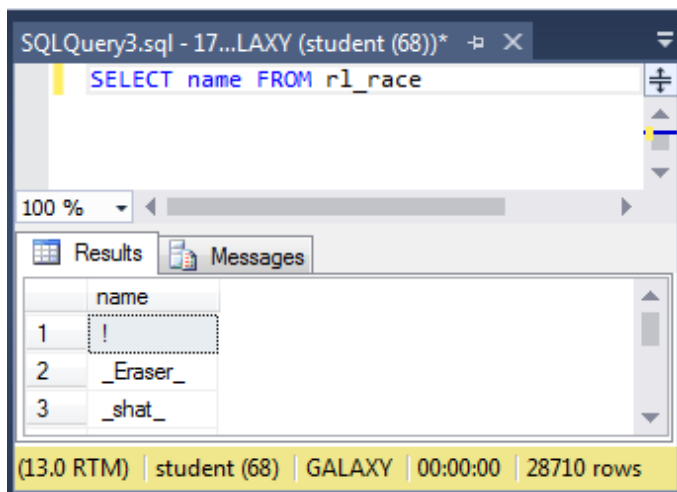 SQLQuery3.sql - 17...LAXY (student (68))*
SELECT name FROM rl_race
100 %
Results Messages
name
1 !
2 _Eraser_
3 _shat_
(13.0 RTM) student (68) GALAXY 00:00:00 28710 rows